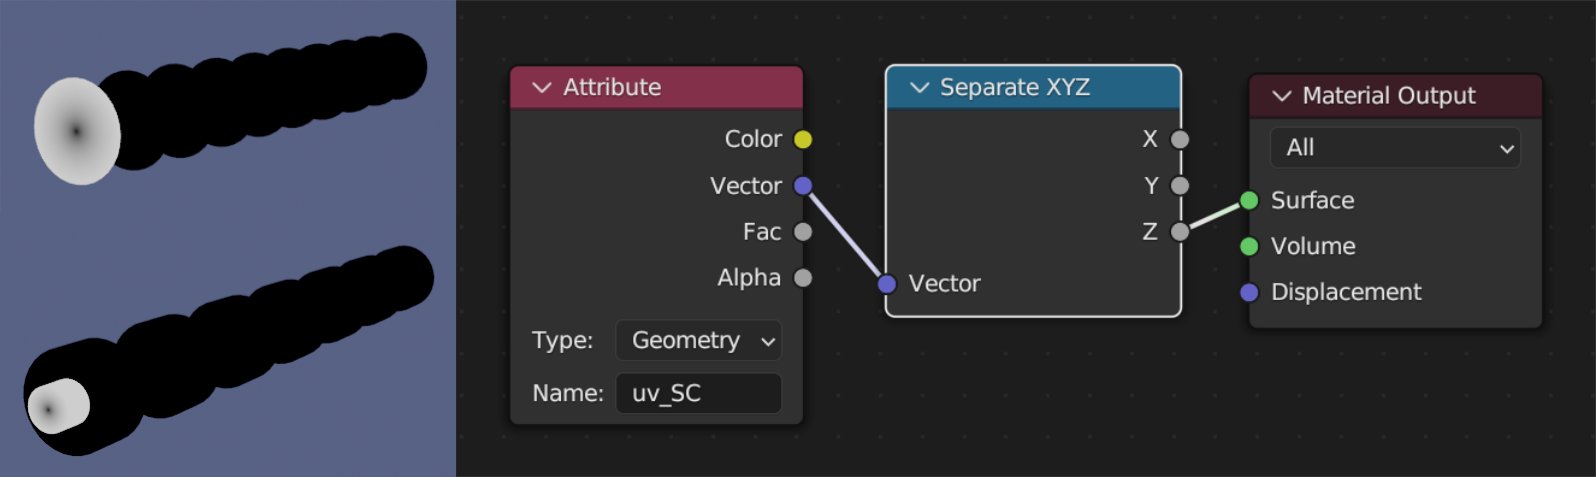 Attribute
Color
Vector
Fac
Alpha
Type: Geometry
Name: uv_SC
Separate XYZ
X
Y
Z
Vector
Material Output
All
Surface
Volume
Displacement